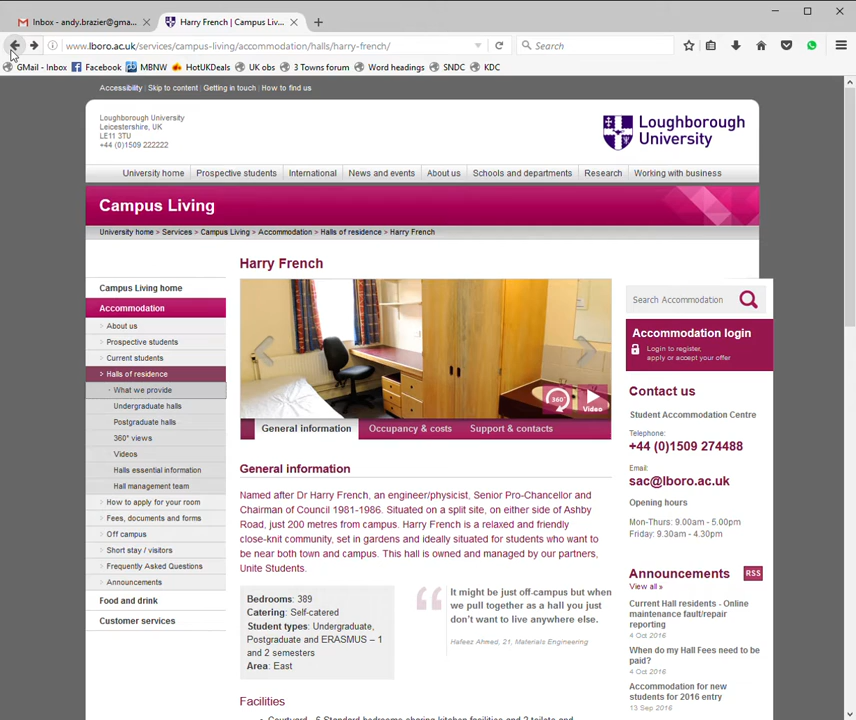 Inbox - andy.brazier@gma...
Harry French | Campus Liv...
www.lboro.ac.uk/services/campus-living/accommodation/halls/harry-french/
Search
GMail - Inbox
Facebook
MBNW
HotUKDeals
UK obs
3 Towns forum
Word headings
SNDC
KDC
Accessibility | Skip to content | Getting in touch | How to find us
Loughborough University
Leicestershire, UK
LE11 3TU
+44 (0)1509 222222
Loughborough
University
University home
Prospective students
International
News and events
About us
Schools and departments
Research
Working with business
Campus Living
University home > Services > Campus Living > Accommodation > Halls of residence > Harry French
Campus Living home
Accommodation
> About us
> Prospective students
> Current students
> Halls of residence
- What we provide
Undergraduate halls
Postgraduate halls
360° views
Videos
Halls essential information
Hall management team
> How to apply for your room
> Fees, documents and forms
> Off campus
> Short stay / visitors
> Frequently Asked Questions
> Announcements
Food and drink
Customer services
Harry French
360°
Video
General information
Occupancy & costs
Support & contacts
General information
Named after Dr Harry French, an engineer/physicist, Senior Pro-Chancellor and
Chairman of Council 1981-1986. Situated on a split site, on either side of Ashby
Road, just 200 metres from campus. Harry French is a relaxed and friendly
close-knit community, set in gardens and ideally situated for students who want to
be near both town and campus. This hall is owned and managed by our partners,
Unite Students.
Bedrooms: 389
Catering: Self-catered
Student types: Undergraduate,
Postgraduate and ERASMUS – 1
and 2 semesters
Area: East
It might be just off-campus but when
we pull together as a hall you just
don't want to live anywhere else.
Hafeez Ahmed, 21, Materials Engineering
Facilities
Courtyard - 5 Standard bedrooms sharing kitchen facilities and 2 toilets and
Search Accommodation
Accommodation login
Login to register,
apply or accept your offer
Contact us
Student Accommodation Centre
Telephone:
+44 (0)1509 274488
Email:
sac@lboro.ac.uk
Opening hours
Mon-Thurs: 9.00am - 5.00pm
Friday: 9.30am - 4.30pm
Announcements
RSS
View all »
Current Hall residents - Online
maintenance fault/repair
reporting
4 Oct 2016
When do my Hall Fees need to be
paid?
4 Oct 2016
Accommodation for new
students for 2016 entry
13 Sep 2016